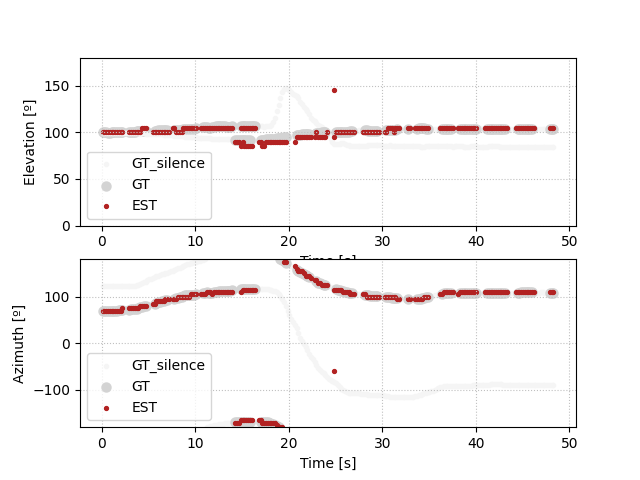 150
100
50
0
Elevation [º]
GT_silence
GT
EST
0 10 20 30 40 50
Time [s]
100
0
−100
Azimuth [º]
GT_silence
GT
EST
0 10 20 30 40 50
Time [s]